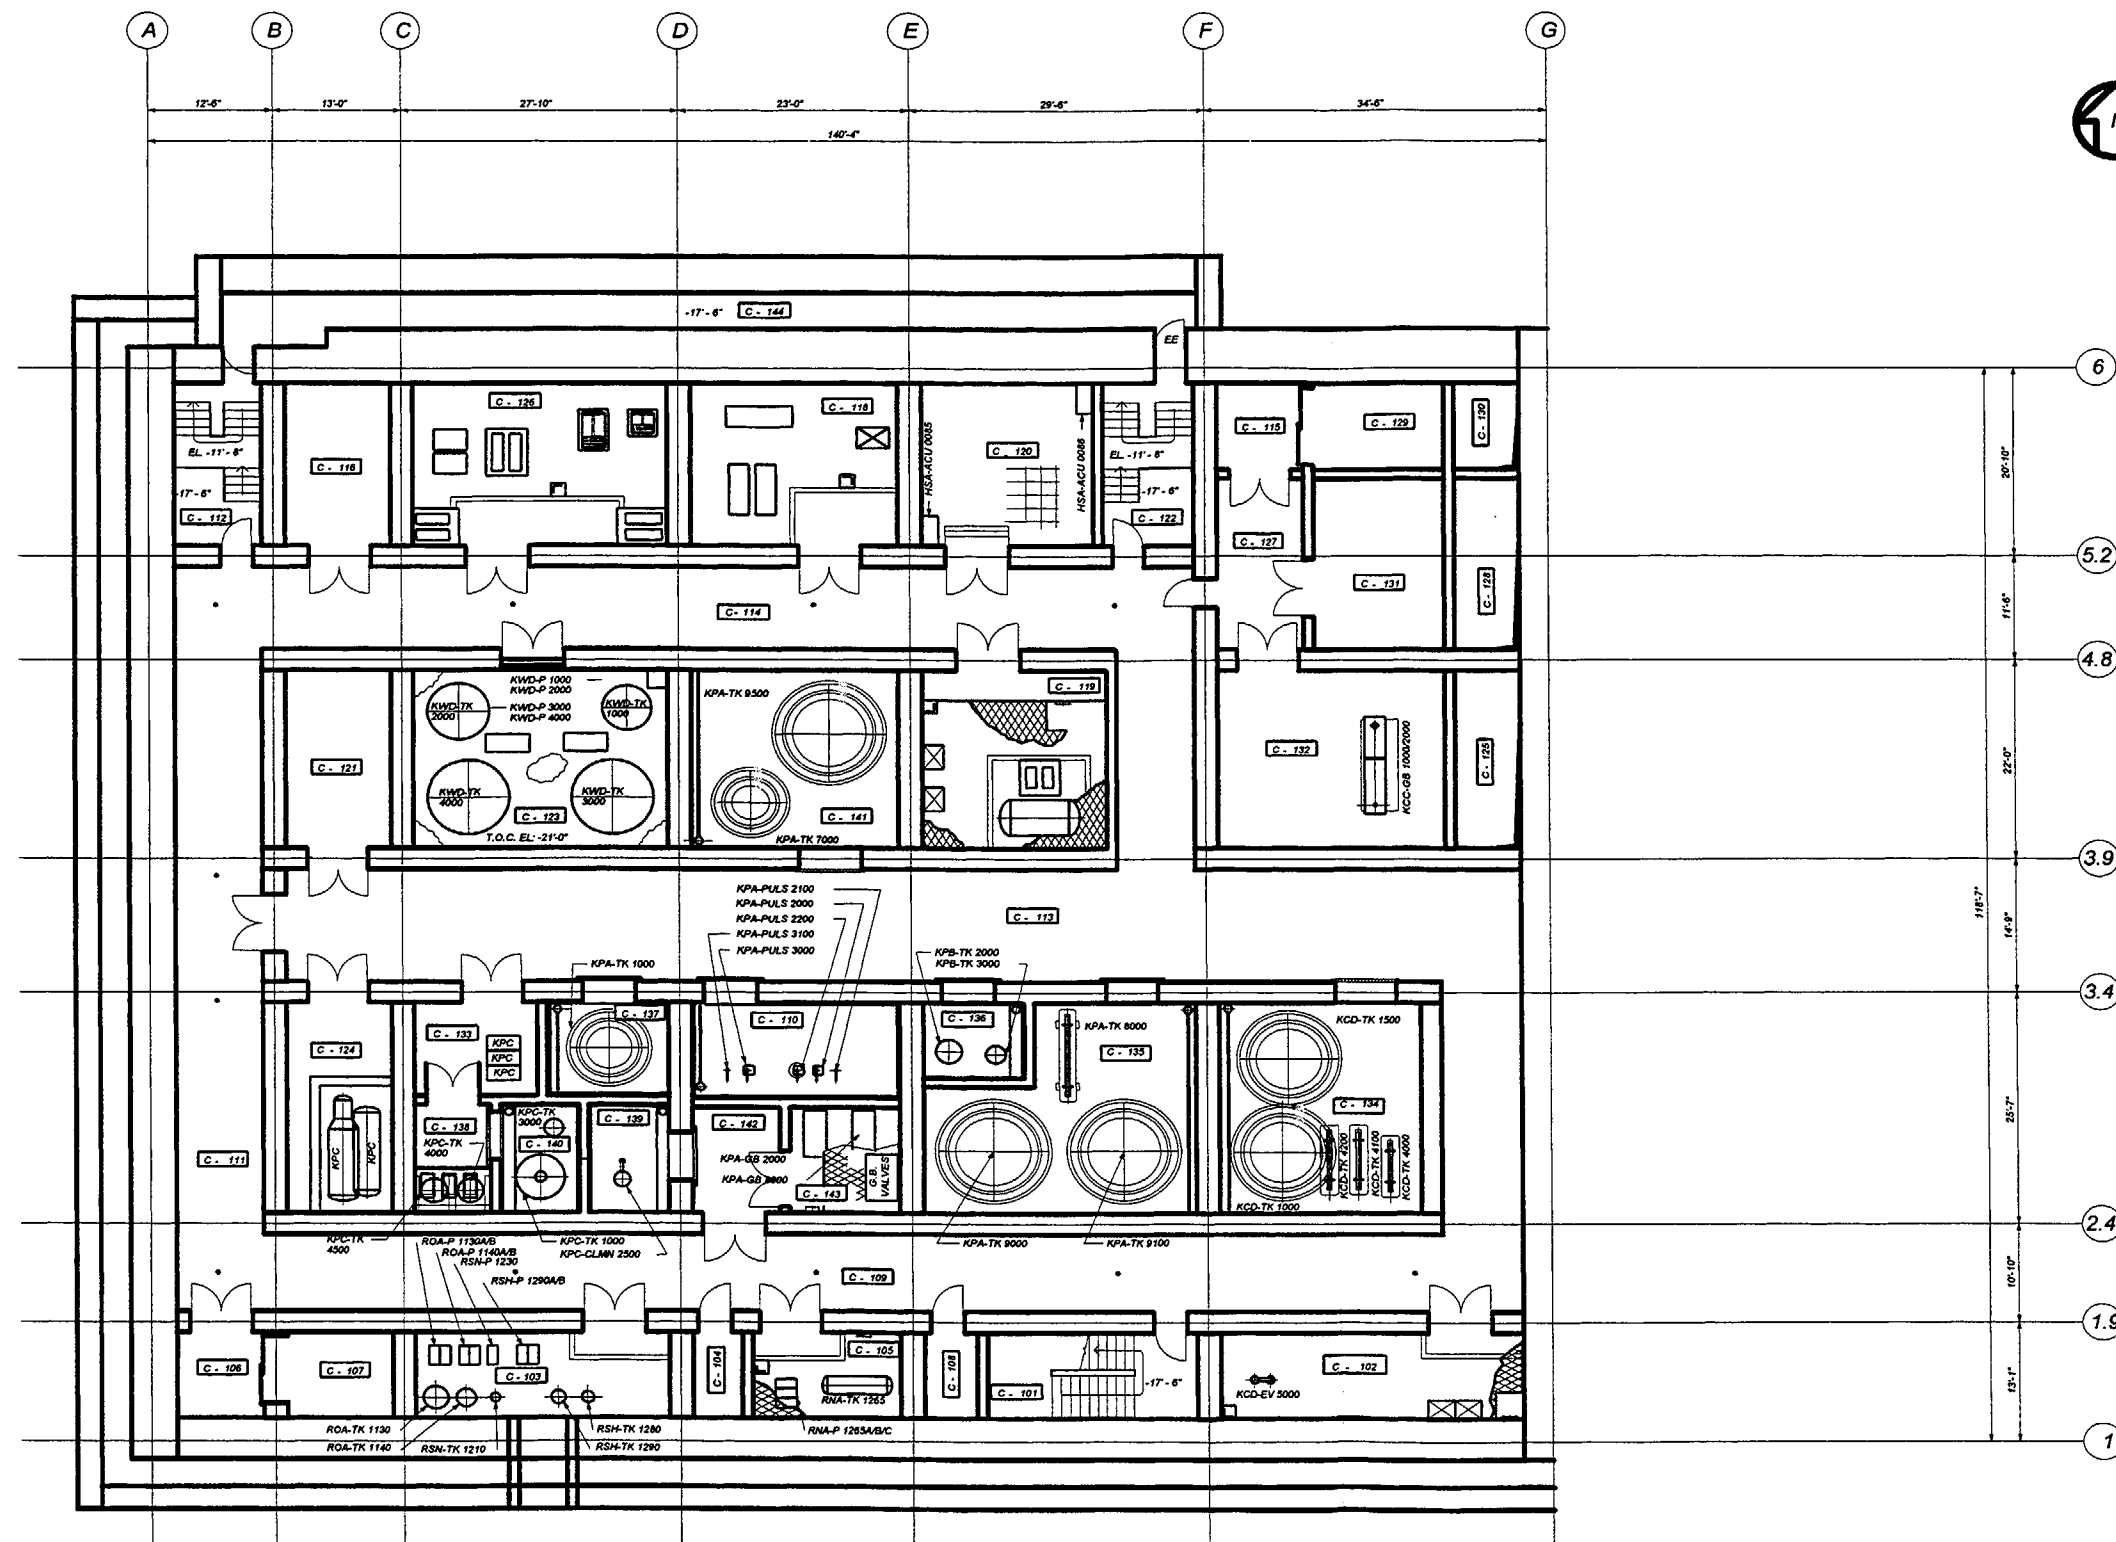 A B C D E F G
12'-6" 13'-0" 27'-10" 23'-0" 29'-6" 34'-6"
140'-4"
-17'- 6" C - 144
EE
6
C - 126
C - 118
C - 115
C - 129
C - 130
HSA-ACU 0085
HSA-ACU 0086
EL -11'- 8"
C - 116
C - 120
EL -11'- 8"
20'-10"
-17'- 6"
-17'- 6"
C - 112
C - 122
C - 127
5.2
C - 131
C - 128
C - 114
11'-6"
4.8
KWD-P 1000
KWD-P 2000
KWD-P 3000
KWD-P 4000
KWD-TK
2000
KWD-TK
1000
KPA-TK 9500
C - 119
C - 121
C - 132
KCC-GB 1000/2000
C - 125
22'-0"
KWD-TK
4000
KWD-TK
3000
C - 123
T.O.C. EL' -21'-0"
C - 141
KPA-TK 7000
3.9
118'-7"
KPA-PULS 2100
KPA-PULS 2000
KPA-PULS 2200
KPA-PULS 3100
KPA-PULS 3000
C - 113
14'-9"
KPA-TK 1000
KPB-TK 2000
KPB-TK 3000
3.4
C - 137
C - 110
C - 136
KPA-TK 8000
KCD-TK 1500
C - 124
C - 133
KPC
KPC
KPC
C - 135
C - 134
25'-7"
C - 138
KPC-TK
4000
KPC-TK
3000
C - 140
C - 139
C - 142
KPA-GB 2000
KPA-GB
C - 143
G.B.
VALVES
KPC
KPC
C - 111
KCD-TK 4200
KCD-TK 4100
KCD-TK 4000
KCD-TK 1000
2.4
KPC-TK
4500
ROA-P 1130A/B
ROA-P 1140A/B
RSN-P 1230
RSH-P 1290A/B
KPC-TK 1000
KPC-CLMN 2500
KPA-TK 9000
KPA-TK 9100
C - 109
10'-10"
1.9
C - 106
C - 107
C - 103
C - 104
C - 105
RNA-TK 1265
C - 108
C - 101
-17'- 6"
C - 102
KCD-EV 5000
13'-1"
ROA-TK 1130
ROA-TK 1140
RSN-TK 1210
RSH-TK 1280
RSH-TK 1290
RNA-P 1265A/B/C
1